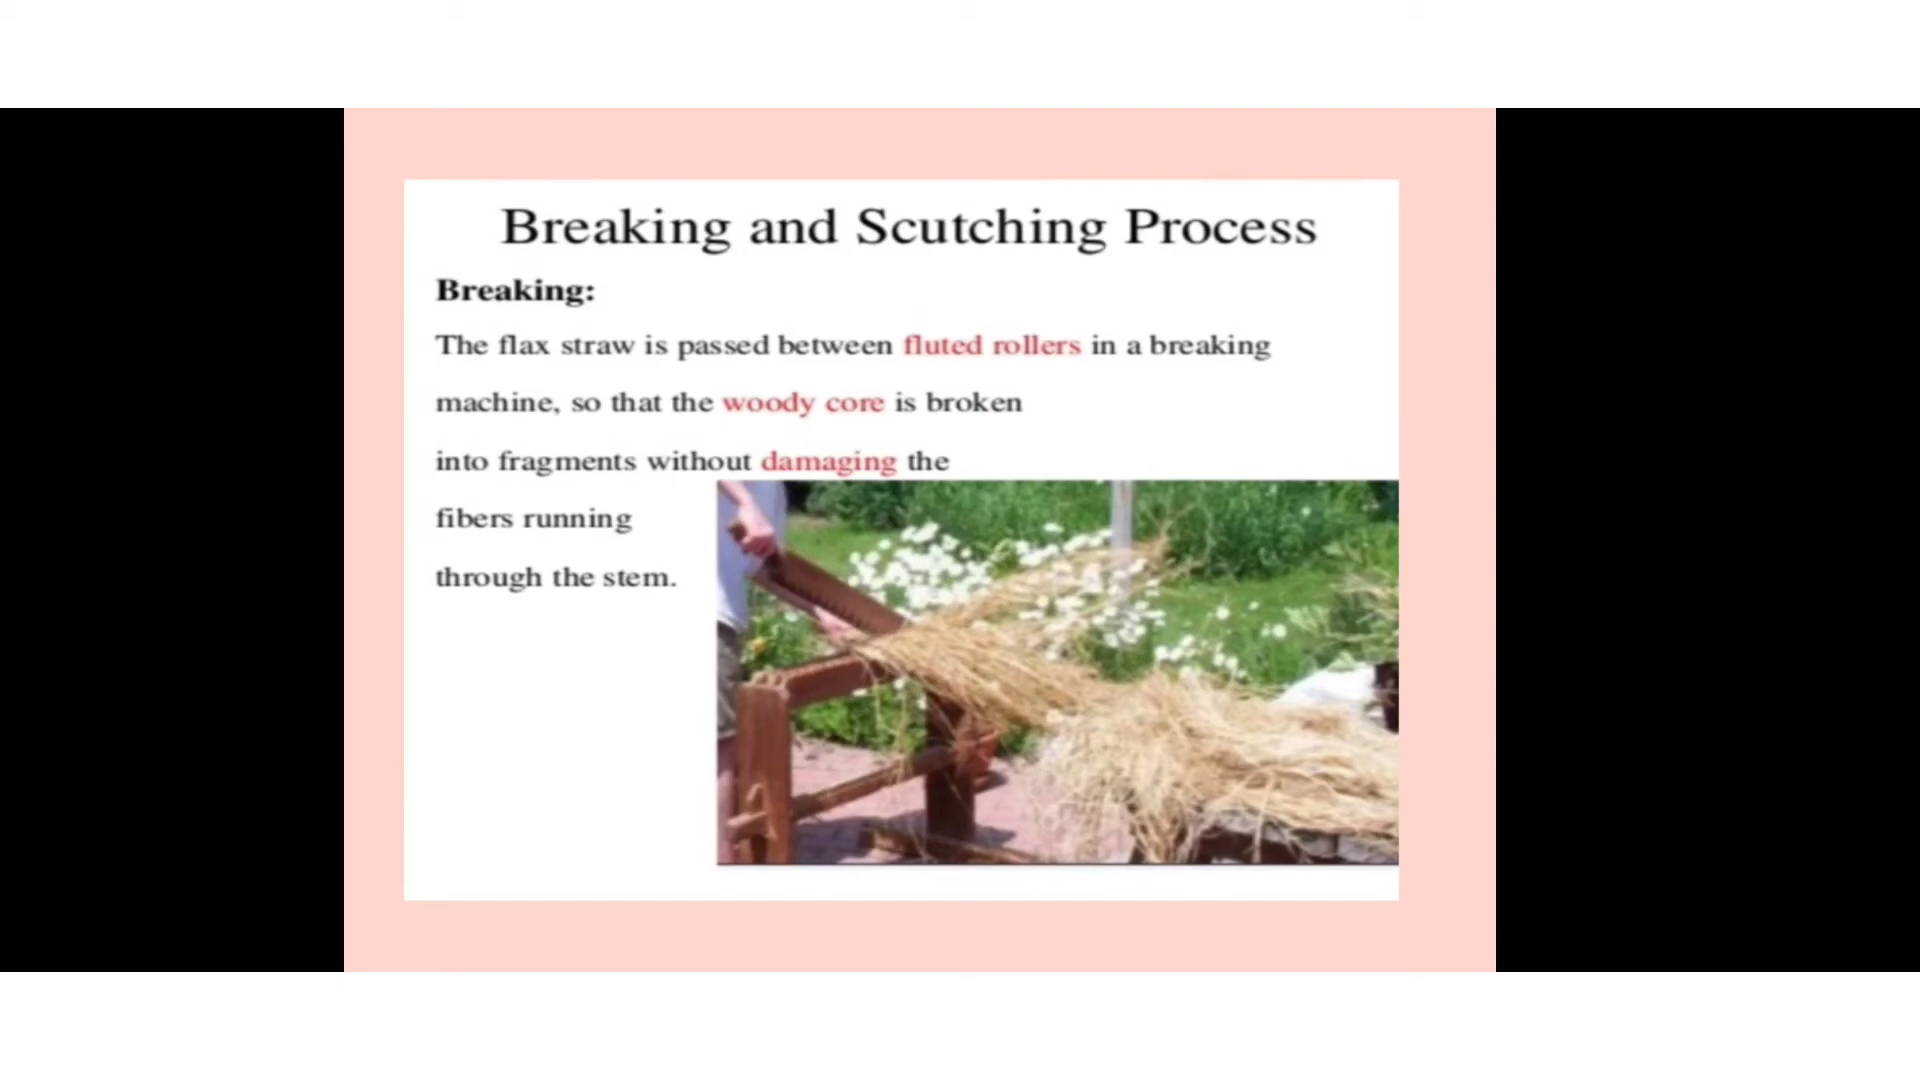 Breaking and Scutching Process
Breaking:
The flax straw is passed between fluted rollers in a breaking
machine, so that the woody core is broken
into fragments without damaging the
fibers running
through the stem.